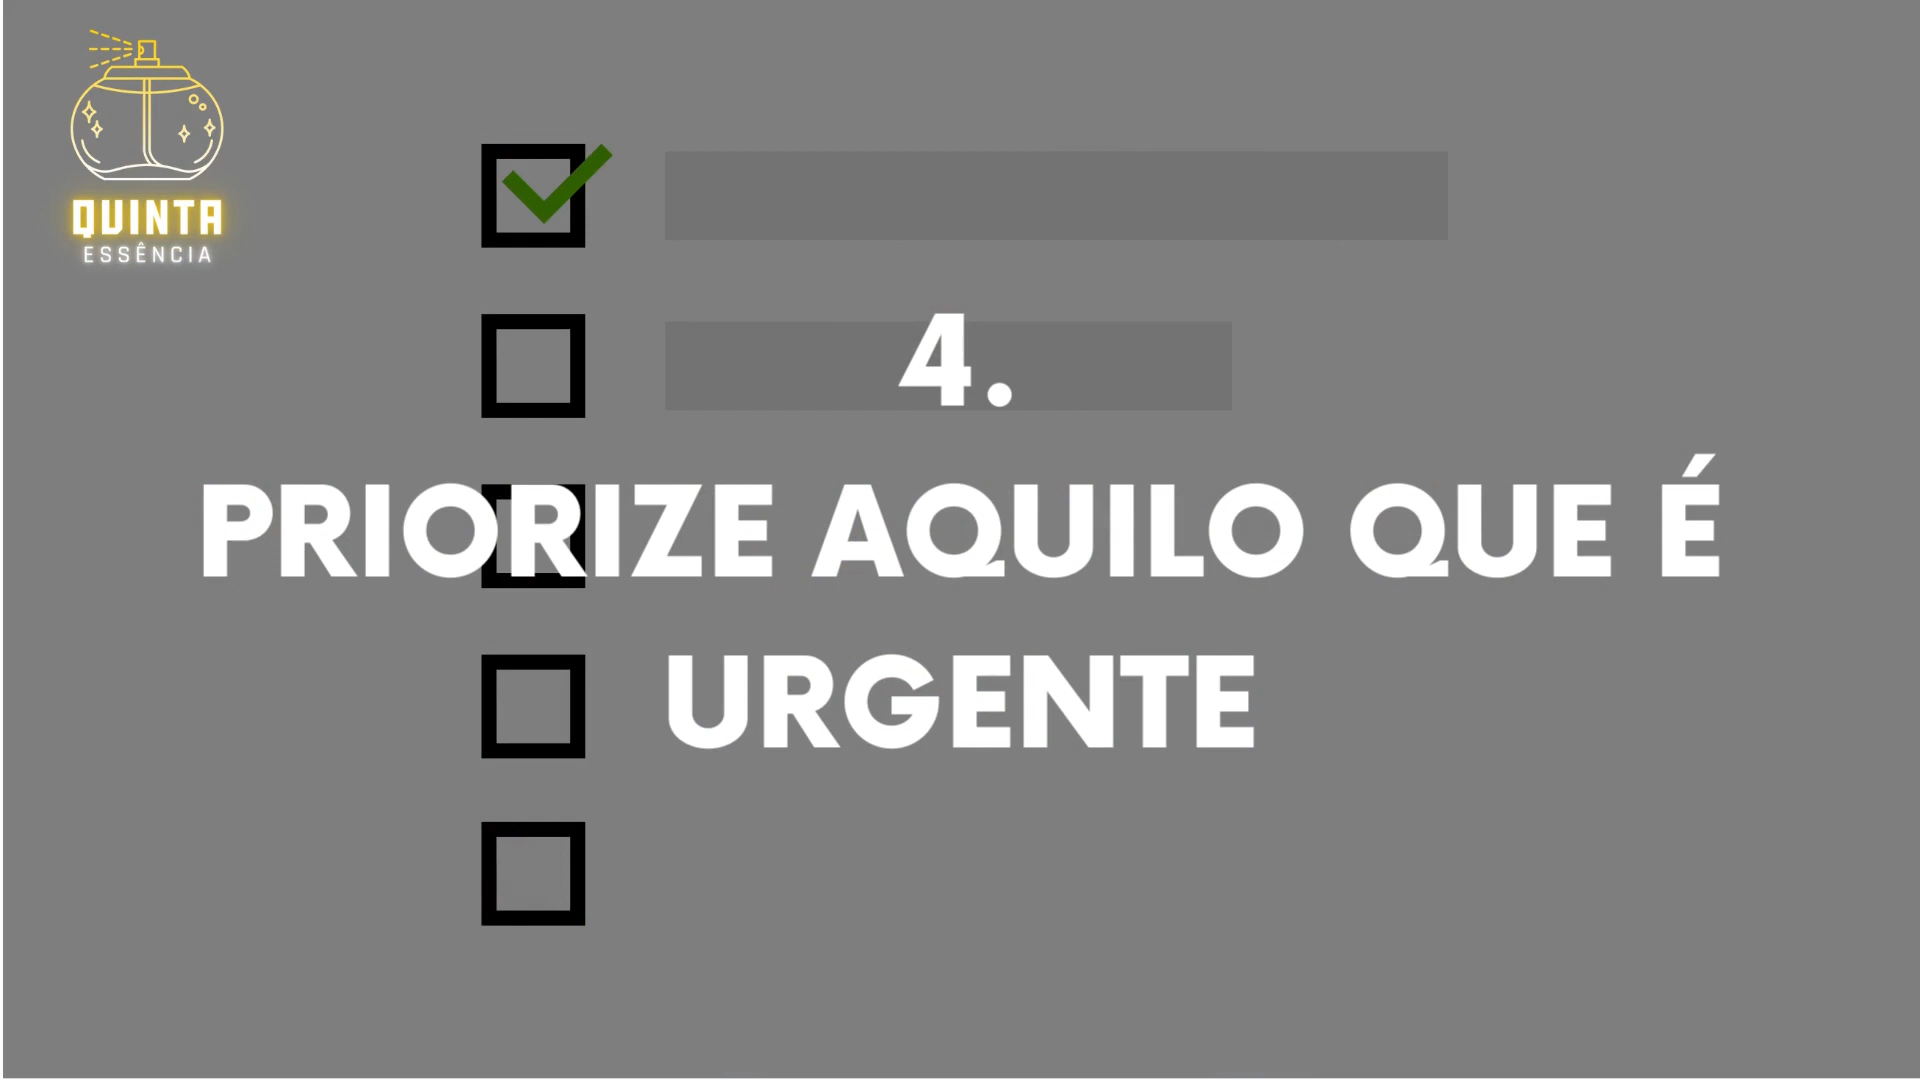 QUINTA
ESSÊNCIA
4.
PRIORIZE AQUILO QUE É
URGENTE